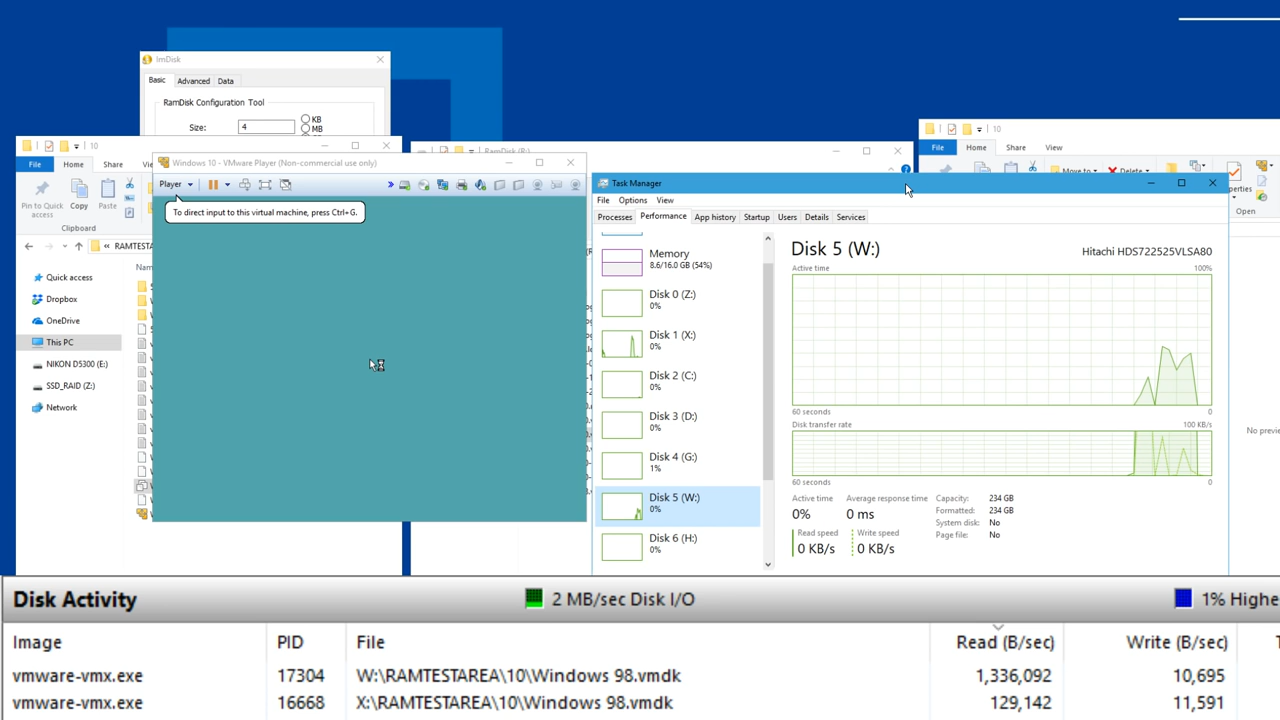 ImDisk
Basic Advanced Data
RamDisk Configuration Tool
Size: 4
KB
MB
10
File Home Share
Pin to Quick access
Copy
Paste
Clipboard
RAMTESTA
Quick access
Dropbox
OneDrive
This PC
NIKON D5300 (E:)
SSD_RAID (Z:)
Network
Windows 10 - VMware Player (Non-commercial use only)
Player
To direct input to this virtual machine, press Ctrl+G.
RamDisk (R:)
10
File Home Share View
Move to Delete
Open
No previe
Task Manager
File Options View
Processes Performance App history Startup Users Details Services
Memory
8.6/16.0 GB (54%)
Disk 0 (Z:)
0%
Disk 1 (X:)
0%
Disk 2 (C:)
0%
Disk 3 (D:)
0%
Disk 4 (G:)
1%
Disk 5 (W:)
0%
Disk 6 (H:)
0%
Disk 5 (W:) Hitachi HDS722525VLSA80
Active time 100%
60 seconds 0
Disk transfer rate 100 KB/s
60 seconds 0
Active time Average response time
0% 0 ms
Read speed Write speed
0 KB/s 0 KB/s
Capacity: 234 GB
Formatted: 234 GB
System disk: No
Page file: No
Disk Activity 2 MB/sec Disk I/O 1% Highe
Image PID File Read (B/sec) Write (B/sec)
vmware-vmx.exe 17304 W:\RAMTESTAREA\10\Windows 98.vmdk 1,336,092 10,695
vmware-vmx.exe 16668 X:\RAMTESTAREA\10\Windows 98.vmdk 129,142 11,591